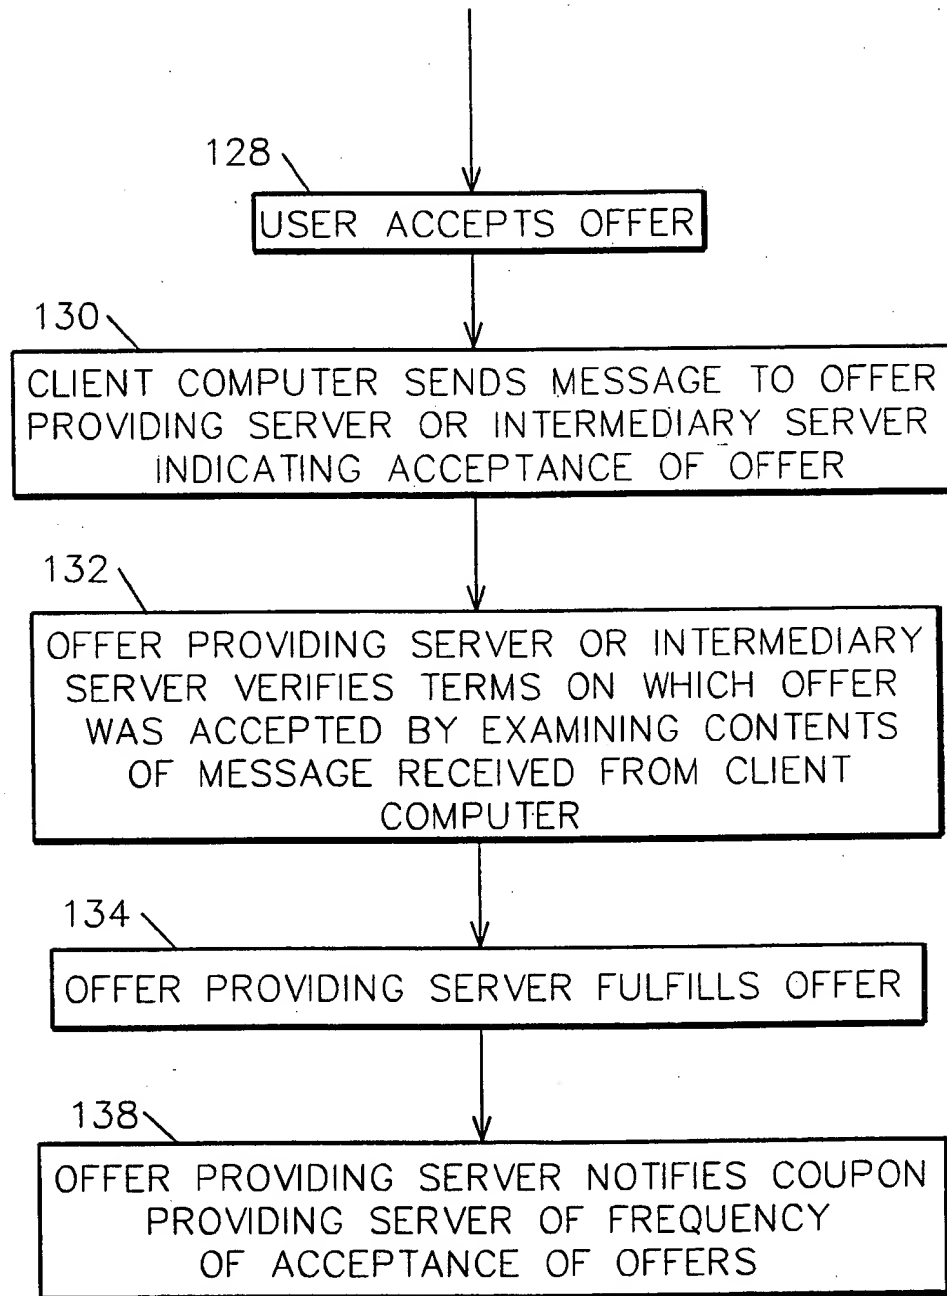 128
USER ACCEPTS OFFER
130
CLIENT COMPUTER SENDS MESSAGE TO OFFER
PROVIDING SERVER OR INTERMEDIARY SERVER
INDICATING ACCEPTANCE OF OFFER
132
OFFER PROVIDING SERVER OR INTERMEDIARY
SERVER VERIFIES TERMS ON WHICH OFFER
WAS ACCEPTED BY EXAMINING CONTENTS
OF MESSAGE RECEIVED FROM CLIENT
COMPUTER
134
OFFER PROVIDING SERVER FULFILLS OFFER
138
OFFER PROVIDING SERVER NOTIFIES COUPON
PROVIDING SERVER OF FREQUENCY
OF ACCEPTANCE OF OFFERS